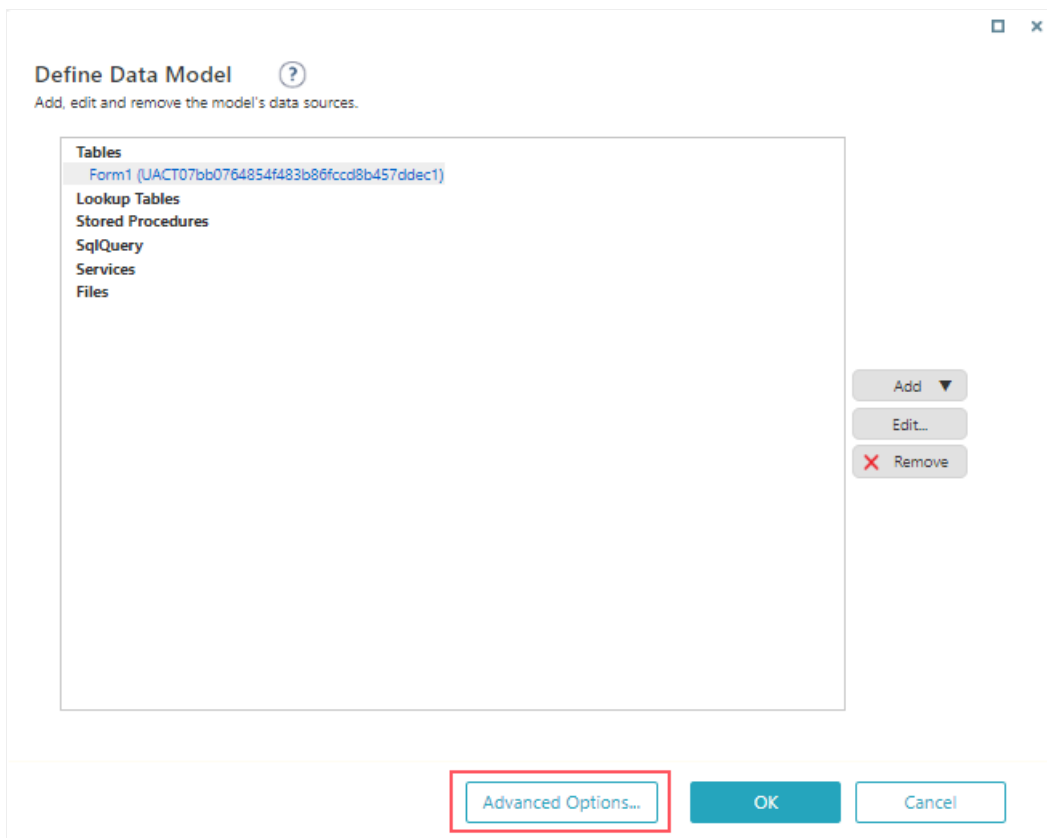 Define Data Model ?
Add, edit and remove the model's data sources.
Tables
Form1 (UACT07bb0764854f483b86fccd8b457ddec1)
Lookup Tables
Stored Procedures
SqlQuery
Services
Files
Add
Edit...
Remove
Advanced Options...
OK
Cancel